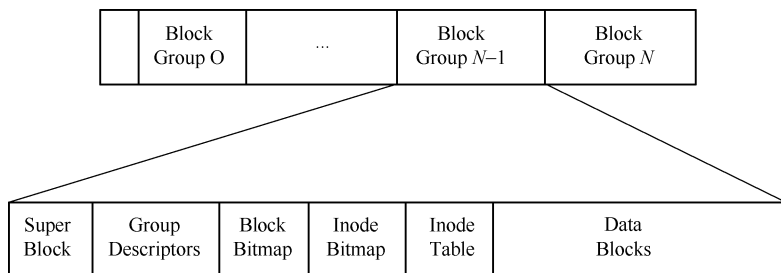 Block
Group O
...
Block
Group N−1
Block
Group N
Super
Block
Group
Descriptors
Block
Bitmap
Inode
Bitmap
Inode
Table
Data
Blocks